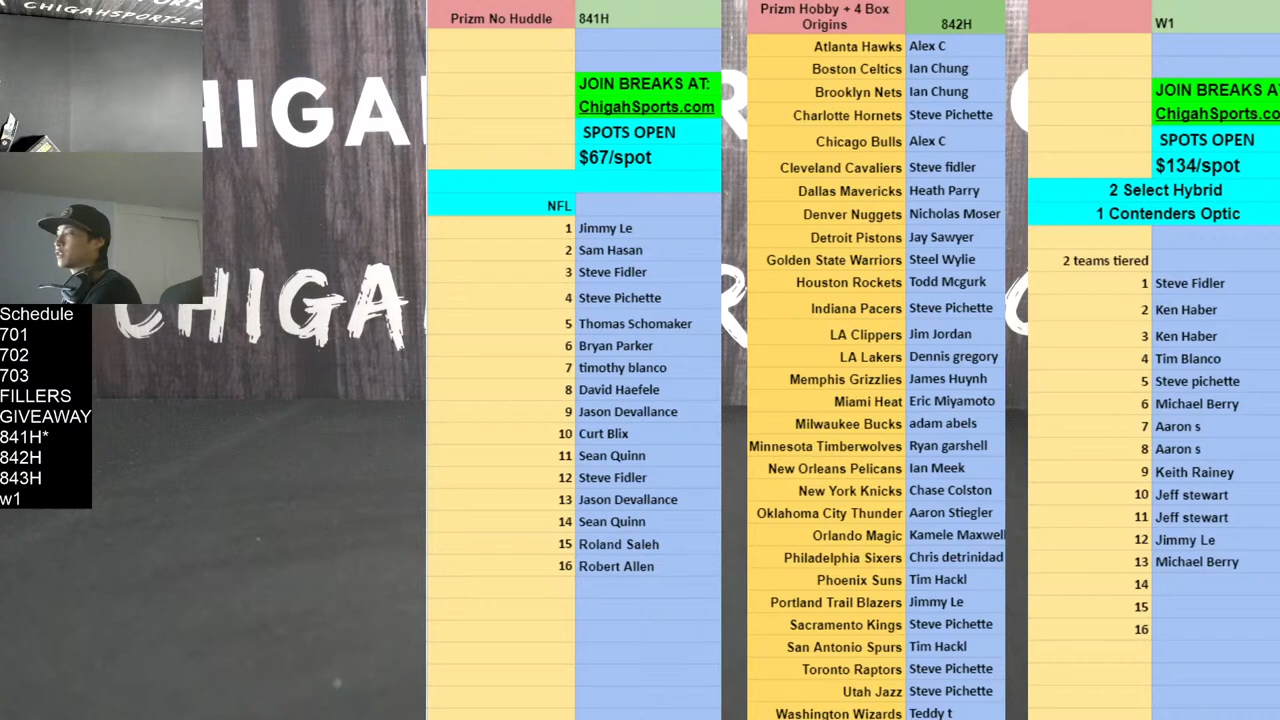 CHIGAHSPORTS.C
HIGA
CHIGA
Schedule
701
702
703
FILLERS
GIVEAWAY
841H*
842H
843H
w1
Prizm No Huddle 841H
JOIN BREAKS AT:
ChigahSports.com
SPOTS OPEN
$67/spot
NFL
1 Jimmy Le
2 Sam Hasan
3 Steve Fidler
4 Steve Pichette
5 Thomas Schomaker
6 Bryan Parker
7 timothy blanco
8 David Haefele
9 Jason Devallance
10 Curt Blix
11 Sean Quinn
12 Steve Fidler
13 Jason Devallance
14 Sean Quinn
15 Roland Saleh
16 Robert Allen
Prizm Hobby + 4 Box
Origins 842H
Atlanta Hawks Alex C
Boston Celtics Ian Chung
Brooklyn Nets Ian Chung
Charlotte Hornets Steve Pichette
Chicago Bulls Alex C
Cleveland Cavaliers Steve fidler
Dallas Mavericks Heath Parry
Denver Nuggets Nicholas Moser
Detroit Pistons Jay Sawyer
Golden State Warriors Steel Wylie
Houston Rockets Todd Mcgurk
Indiana Pacers Steve Pichette
LA Clippers Jim Jordan
LA Lakers Dennis gregory
Memphis Grizzlies James Huynh
Miami Heat Eric Miyamoto
Milwaukee Bucks adam abels
Minnesota Timberwolves Ryan garshell
New Orleans Pelicans Ian Meek
New York Knicks Chase Colston
Oklahoma City Thunder Aaron Stiegler
Orlando Magic Kamele Maxwell
Philadelphia Sixers Chris detrinidad
Phoenix Suns Tim Hackl
Portland Trail Blazers Jimmy Le
Sacramento Kings Steve Pichette
San Antonio Spurs Tim Hackl
Toronto Raptors Steve Pichette
Utah Jazz Steve Pichette
Washington Wizards Teddy t
W1
JOIN BREAKS AT
ChigahSports.co
SPOTS OPEN
$134/spot
2 Select Hybrid
1 Contenders Optic
2 teams tiered
1 Steve Fidler
2 Ken Haber
3 Ken Haber
4 Tim Blanco
5 Steve pichette
6 Michael Berry
7 Aaron s
8 Aaron s
9 Keith Rainey
10 Jeff stewart
11 Jeff stewart
12 Jimmy Le
13 Michael Berry
14
15
16